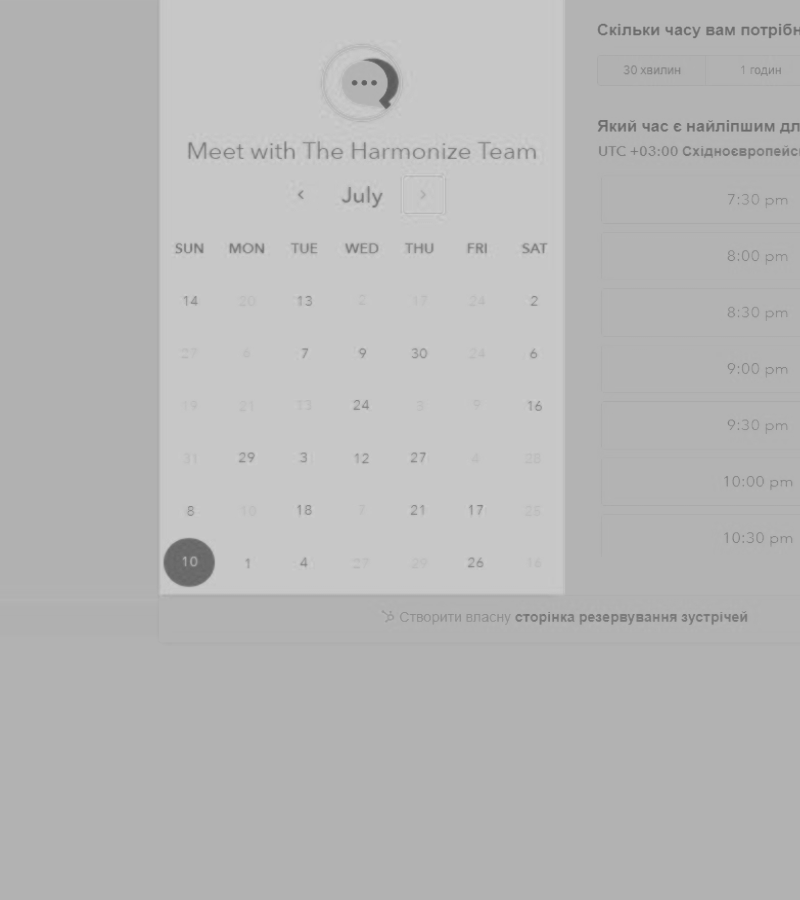 Meet with The Harmonize Team
July
SUN MON TUE WED THU FRI SAT
14 20 13 2 17 24 2
27 6 7 9 30 24 6
19 21 13 24 3 9 16
31 29 3 12 27 4 28
8 10 18 7 21 17 25
10 1 4 27 29 26 16
Скільки часу вам потрібн
30 хвилин 1 годин
Який час є найліпшим дл
UTC +03:00 Східноєвропейс
7:30 pm
8:00 pm
8:30 pm
9:00 pm
9:30 pm
10:00 pm
10:30 pm
Створити власну сторінка резервування зустрічей